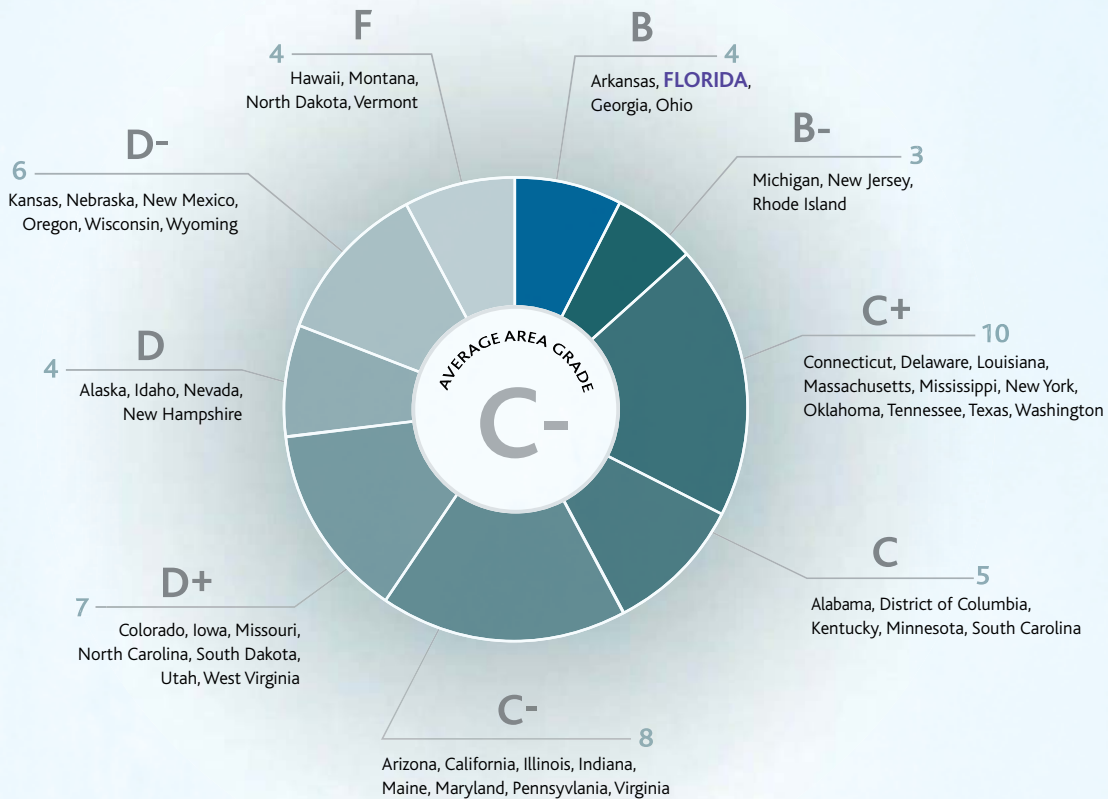 F
4
Hawaii, Montana,
North Dakota, Vermont
B
4
Arkansas, FLORIDA,
Georgia, Ohio
B-
3
Michigan, New Jersey,
Rhode Island
C+
10
Connecticut, Delaware, Louisiana,
Massachusetts, Mississippi, New York,
Oklahoma, Tennessee, Texas, Washington
C
5
Alabama, District of Columbia,
Kentucky, Minnesota, South Carolina
C-
8
Arizona, California, Illinois, Indiana,
Maine, Maryland, Pennsyvlania, Virginia
D+
7
Colorado, Iowa, Missouri,
North Carolina, South Dakota,
Utah, West Virginia
D
4
Alaska, Idaho, Nevada,
New Hampshire
D-
6
Kansas, Nebraska, New Mexico,
Oregon, Wisconsin, Wyoming
AVERAGE AREA GRADE
C-